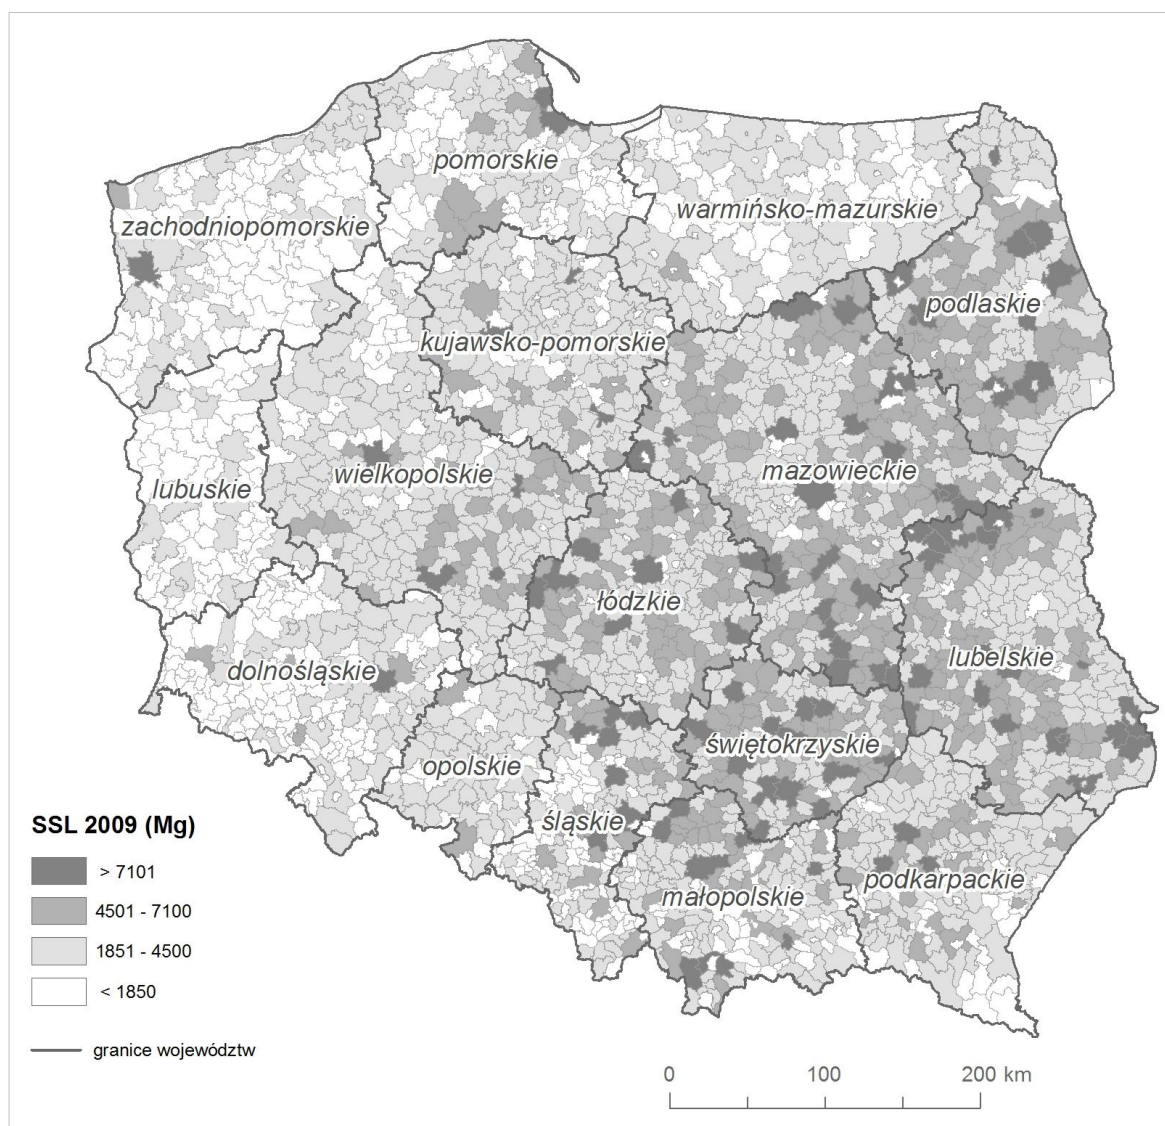 pomorskie
warmińsko-mazurskie
zachodniopomorskie
podlaskie
kujawsko-pomorskie
mazowieckie
wielkopolskie
lubuskie
łódzkie
lubelskie
dolnośląskie
świętokrzyskie
opolskie
śląskie
podkarpackie
małopolskie
SSL 2009 (Mg)
> 7101
4501 - 7100
1851 - 4500
< 1850
granice województw
0 100 200 km